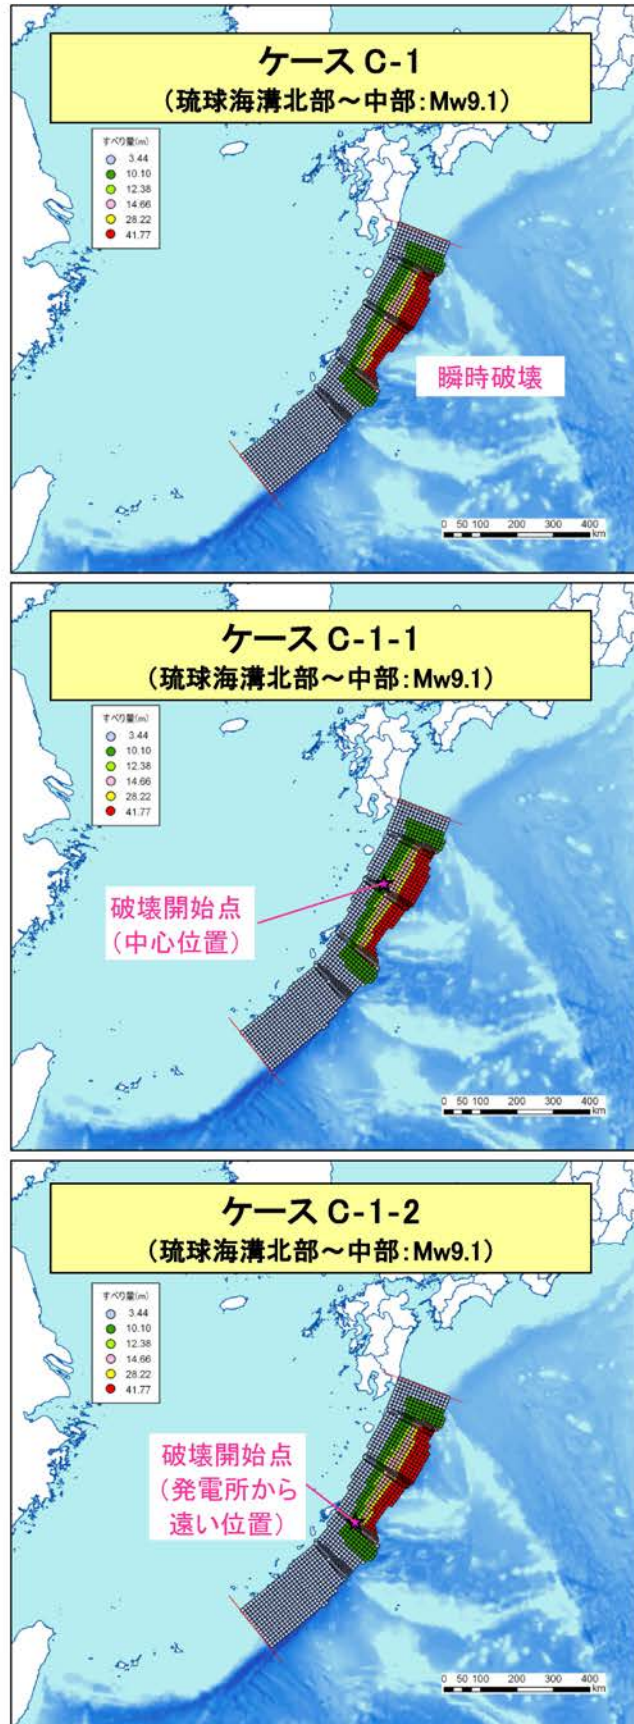 ケース C-1
(琉球海溝北部～中部:Mw9.1)
すべり量(m)
3.44
10.10
12.38
14.66
28.22
41.77
瞬時破壊
0 50 100 200 300 400
km
ケース C-1-1
(琉球海溝北部～中部:Mw9.1)
すべり量(m)
3.44
10.10
12.38
14.66
28.22
41.77
破壊開始点
(中心位置)
0 50 100 200 300 400
km
ケース C-1-2
(琉球海溝北部～中部:Mw9.1)
すべり量(m)
3.44
10.10
12.38
14.66
28.22
41.77
破壊開始点
(発電所から
遠い位置)
0 50 100 200 300 400
km